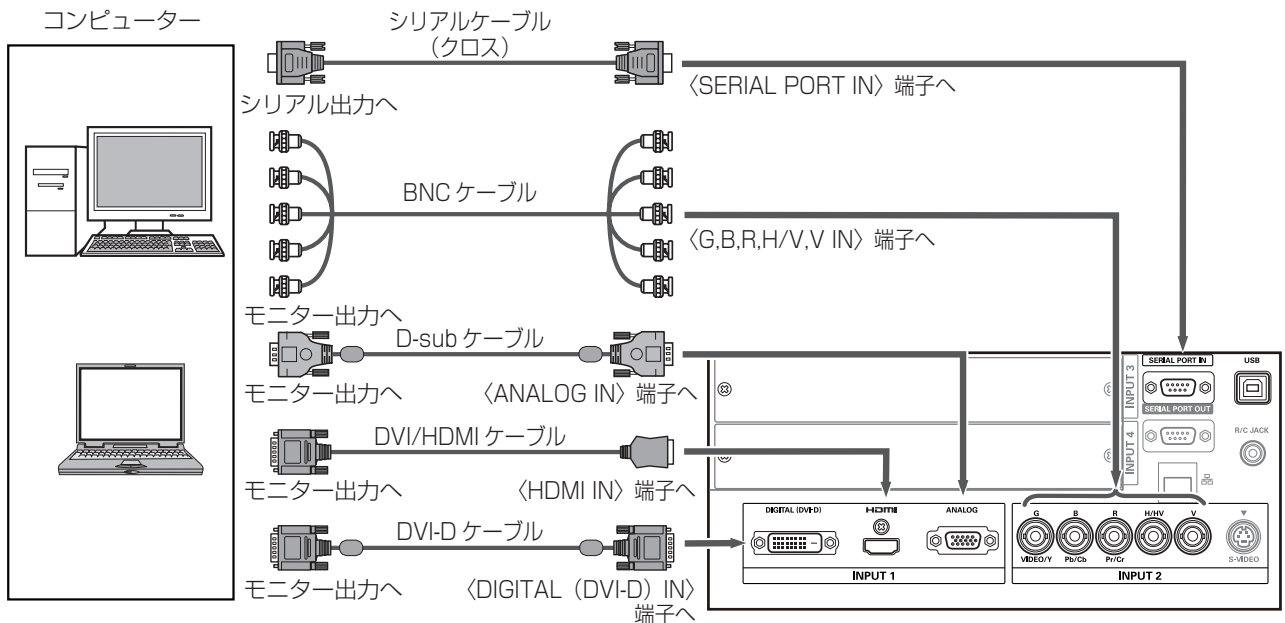 コンピューター
シリアルケーブル
（クロス）
シリアル出力へ
〈SERIAL PORT IN〉端子へ
BNC ケーブル
〈G,B,R,H/V,V IN〉端子へ
モニター出力へ
D-sub ケーブル
モニター出力へ
〈ANALOG IN〉端子へ
DVI/HDMI ケーブル
モニター出力へ
〈HDMI IN〉端子へ
DVI-D ケーブル
モニター出力へ
〈DIGITAL（DVI-D）IN〉
端子へ
INPUT 3
SERIAL PORT IN
USB
SERIAL PORT OUT
INPUT 4
R/C JACK
DIGITAL (DVI-D)
HDMI
ANALOG
INPUT 1
G
B
R
H/HV
V
VIDEO/Y
Pb/Cb
Pr/Cr
S-VIDEO
INPUT 2